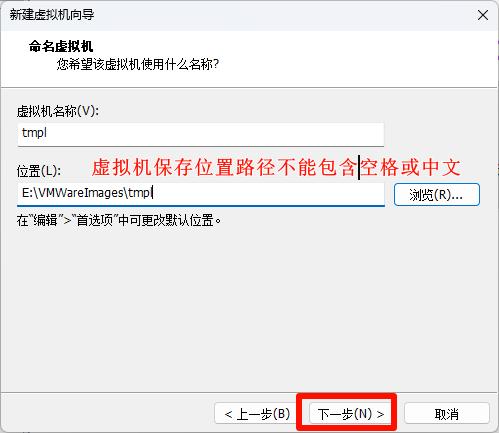 新建虚拟机向导
命名虚拟机
您希望该虚拟机使用什么名称?
虚拟机名称(V):
tmpl
位置(L):
虚拟机保存位置路径不能包含空格或中文
E:\VMWareImages\tmpl
浏览(R)...
在“编辑”>“首选项”中可更改默认位置。
< 上一步(B) 下一步(N) > 取消